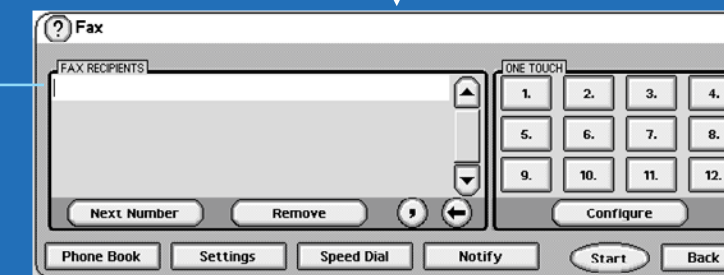 ? Fax
FAX RECIPIENTS
ONE TOUCH
1. 2. 3. 4.
5. 6. 7. 8.
9. 10. 11. 12.
Next Number Remove , Configure
Phone Book Settings Speed Dial Notify Start Back